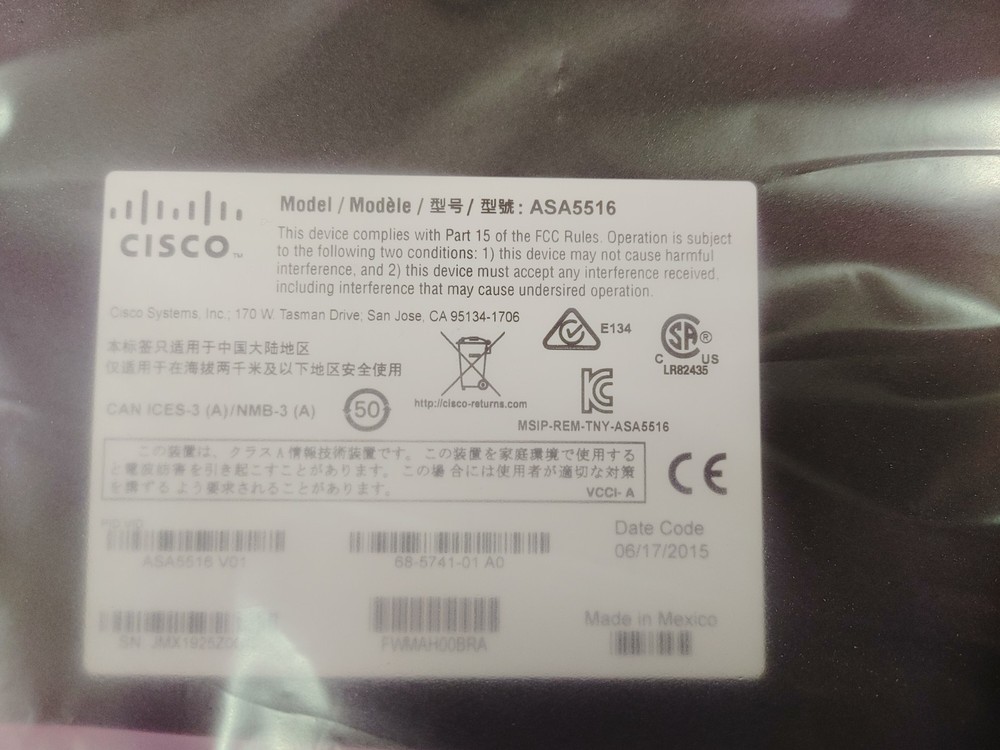 CISCO™
Model / Modèle / 型号 / 型號: ASA5516
This device complies with Part 15 of the FCC Rules. Operation is subject
to the following two conditions: 1) this device may not cause harmful
interference, and 2) this device must accept any interference received,
including interference that may cause undersired operation.
Cisco Systems, Inc.; 170 W. Tasman Drive; San Jose, CA 95134-1706
本标签只适用于中国大陆地区
仅适用于在海拔两千米及以下地区安全使用
http://cisco-returns.com
E134
SA®
C US
LR82435
CAN ICES-3 (A)/NMB-3 (A)
50
MSIP-REM-TNY-ASA5516
この装置は、クラスA情報技術装置です。この装置を家庭環境で使用する
と電波妨害を引き起こすことがあります。この場合には使用者が適切な対策
を講ずるよう要求されることがあります。
VCCI-A
CE
ASA5516 V01
68-5741-01 A0
Date Code
06/17/2015
SN
FWMAH00BRA
Made in Mexico